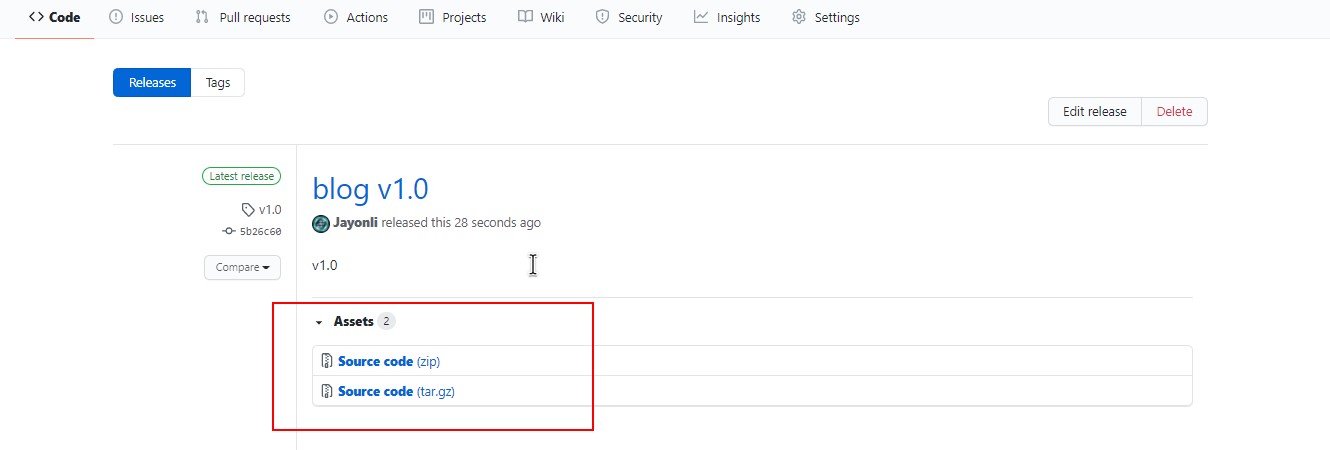 Code Issues Pull requests Actions Projects Wiki Security Insights Settings
Releases Tags
Edit release Delete
Latest release
blog v1.0
v1.0
Jayonli released this 28 seconds ago
5b26c60
Compare
v1.0
Assets 2
Source code (zip)
Source code (tar.gz)